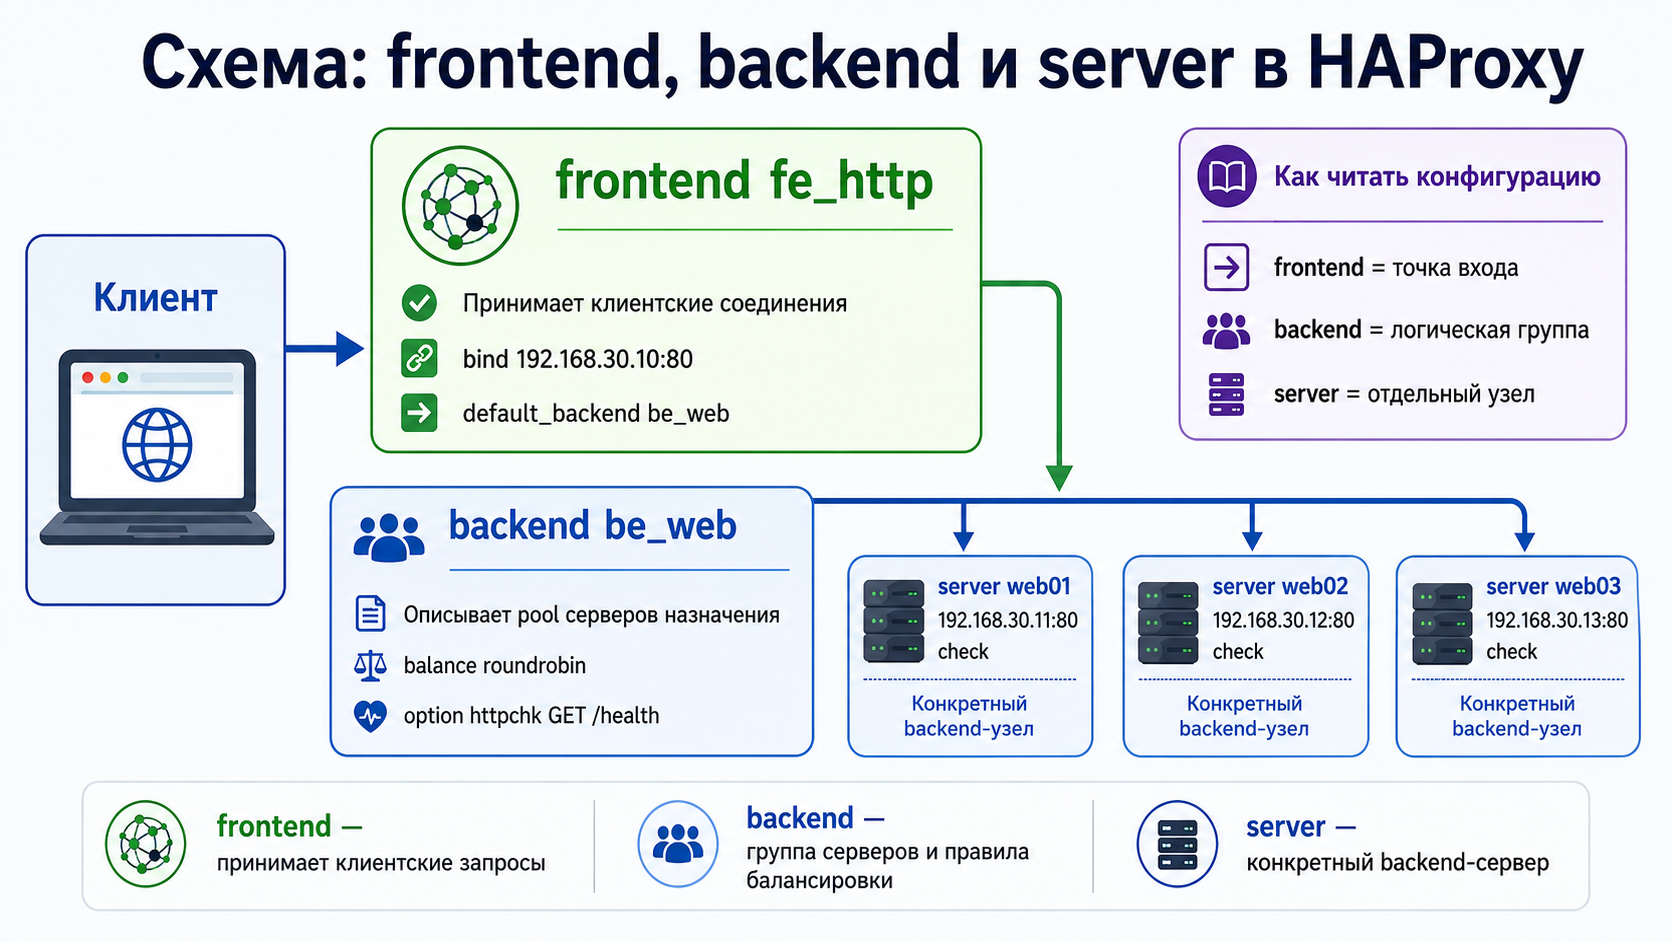 Схема: frontend, backend и server в HAProxy
Клиент
frontend fe_http
Принимает клиентские соединения
bind 192.168.30.10:80
default_backend be_web
Как читать конфигурацию
frontend = точка входа
backend = логическая группа
server = отдельный узел
backend be_web
Описывает pool серверов назначения
balance roundrobin
option httpchk GET /health
server web01
192.168.30.11:80
check
Конкретный
backend-узел
server web02
192.168.30.12:80
check
Конкретный
backend-узел
server web03
192.168.30.13:80
check
Конкретный
backend-узел
frontend —
принимает клиентские запросы
backend —
группа серверов и правила
балансировки
server —
конкретный backend-сервер